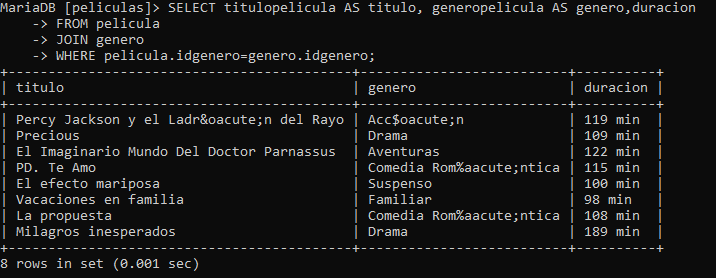 MariaDB [peliculas]> SELECT titulopelicula AS titulo, generopelicula AS genero,duracion
    -> FROM pelicula
    -> JOIN genero
    -> WHERE pelicula.idgenero=genero.idgenero;
+-------------------------------------------+--------------------------+----------+
| titulo                                    | genero                   | duracion |
+-------------------------------------------+--------------------------+----------+
| Percy Jackson y el Ladr&oacute;n del Rayo | Acc$oacute;n             | 119 min  |
| Precious                                  | Drama                    | 109 min  |
| El Imaginario Mundo Del Doctor Parnassus  | Aventuras                | 122 min  |
| PD. Te Amo                                | Comedia Rom%aacute;ntica | 115 min  |
| El efecto mariposa                        | Suspenso                 | 100 min  |
| Vacaciones en familia                     | Familiar                 | 98 min   |
| La propuesta                              | Comedia Rom%aacute;ntica | 108 min  |
| Milagros inesperados                      | Drama                    | 189 min  |
+-------------------------------------------+--------------------------+----------+
8 rows in set (0.001 sec)